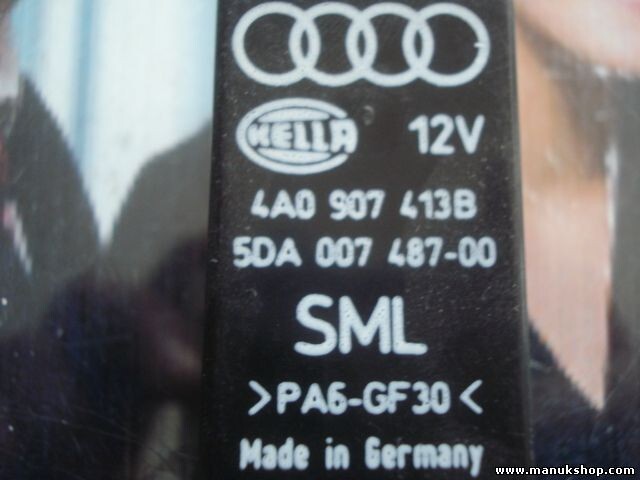 HELLA 12V
4A0 907 413B
5DA 007 487-00
SML
>PA6-GF30<
Made in Germany
www.manukshop.com